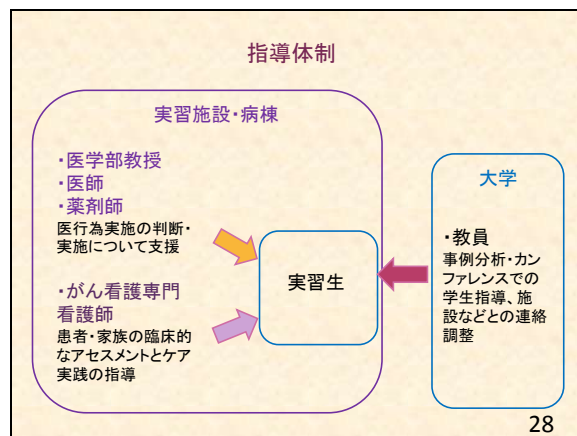 指導体制
実習施設・病棟
・医学部教授
・医師
・薬剤師
医行為実施の判断・
実施について支援
・がん看護専門
看護師
患者・家族の臨床的
なアセスメントとケア
実践の指導
実習生
大学
・教員
事例分析・カン
ファレンスでの
学生指導、施
設などとの連絡
調整
28